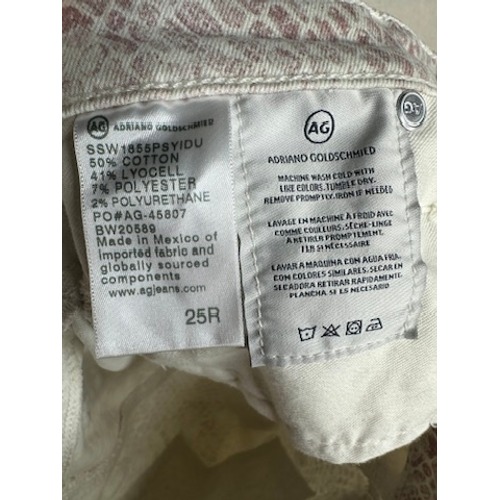 AG ADRIANO GOLDSCHMIED
SSW1855PSYIDU
50% COTTON
41% LYOCELL
7% POLYESTER
2% POLYURETHANE
PO#AG-45807
BW20589
Made in Mexico of
imported fabric and
globally sourced
components
www.agjeans.com
25R
AG
ADRIANO GOLDSCHMIED
MACHINE WASH COLD WITH
LIKE COLORS. TUMBLE DRY.
REMOVE PROMPTLY. IRON IF NEEDED
LAVAGE EN MACHINE A FROID AVEC
COMME COULEURS. SÈCHE-LINGE
A RETIRER PROMPTEMENT.
FER SI NÉCESSAIRE
LAVAR A MAQUINA CON AGUA FRIA.
CON COLORES SIMILARES. SECAR EN
SECADORA RETIRAR RAPIDAMENTE.
PLANCHA SI ES NECESARIO
AG